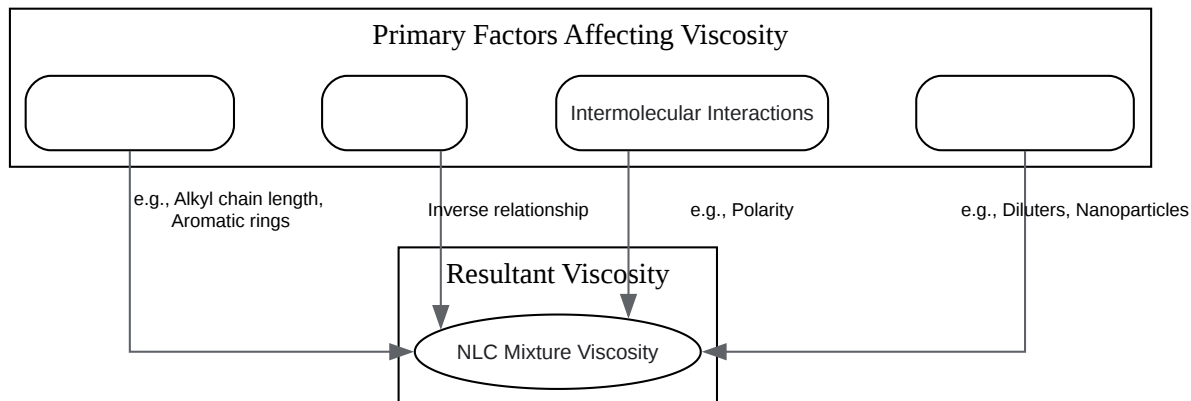 Primary Factors Affecting Viscosity
Intermolecular Interactions
e.g., Alkyl chain length,
Aromatic rings
Inverse relationship
e.g., Polarity
e.g., Diluters, Nanoparticles
Resultant Viscosity
NLC Mixture Viscosity